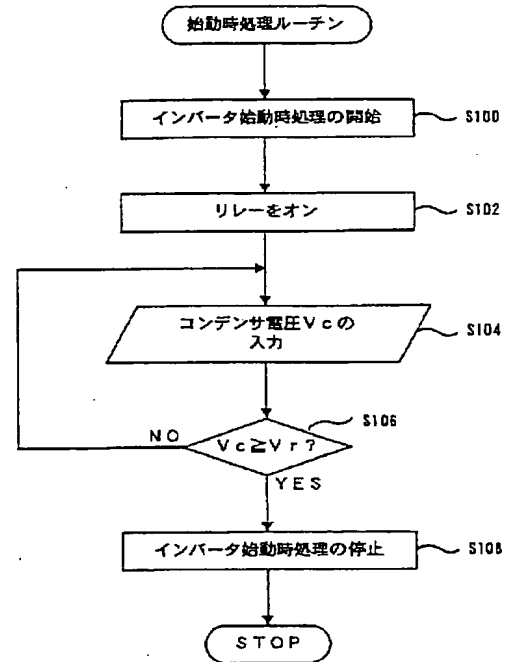 始動時処理ルーチン
インバータ始動時処理の開始
S100
リレーをオン
S102
コンデンサ電圧Vcの
入力
S104
S106
Vc≧Vr?
NO
YES
インバータ始動時処理の停止
S108
STOP